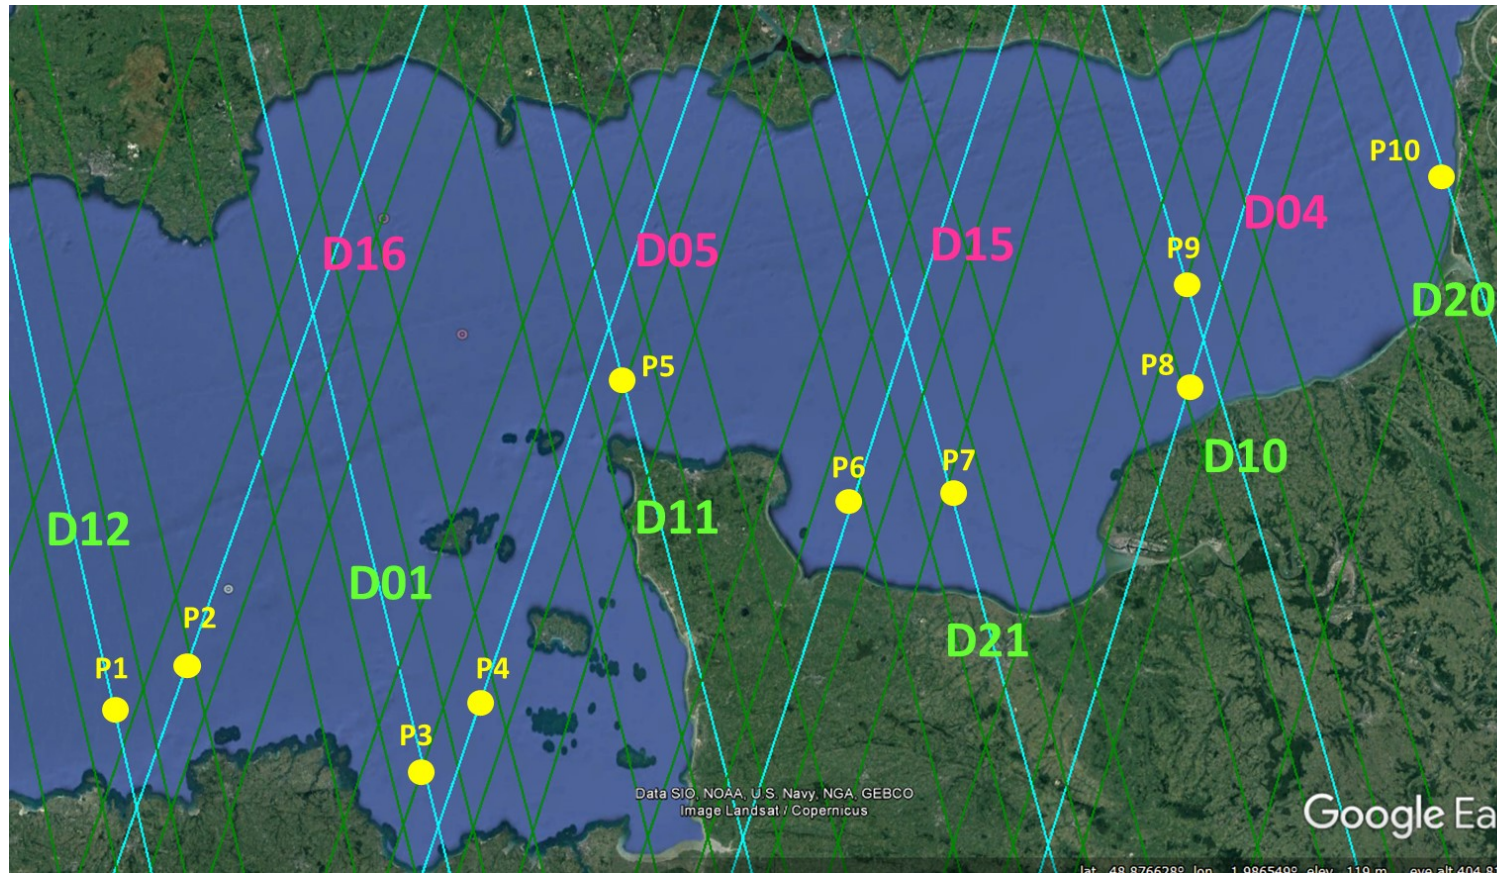 P10
D16
D05
D15
D04
P9
D20
P5
P8
D12
D01
D11
P6
P7
D10
P2
P1
P4
D21
P3
Data SIO, NOAA, U.S. Navy, NGA, GEBCO
Image Landsat / Copernicus
Google Ea